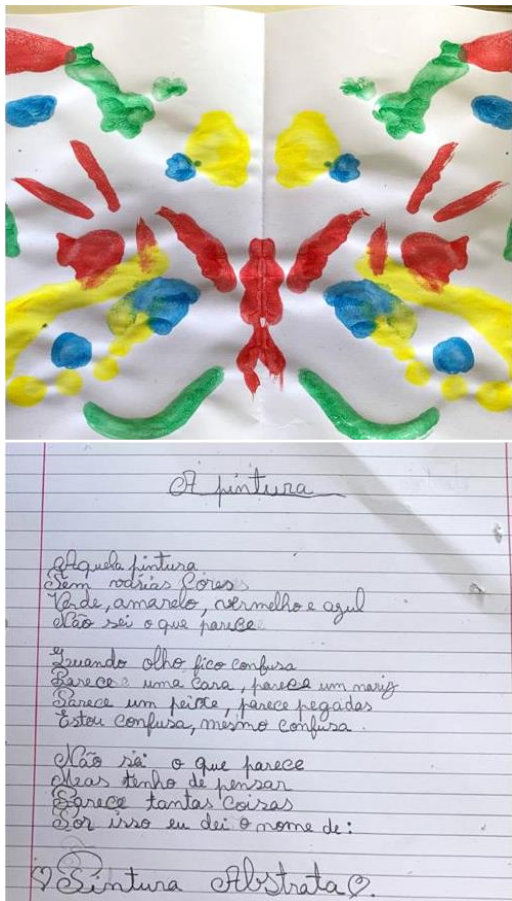 A pintura
Aquela pintura
Tem várias Cores
Verde, amarelo, vermelho e azul
Não sei o que parece
Quando olho fico confusa
Parece uma cara, parece um nariz
Parece um peixe, parece pegadas
Estou confusa, mesmo confusa.
Não sei o que parece
Mas tenho de pensar
Parece tantas coisas
Por isso eu dei o nome de:
♡Pintura Abstrata♡.